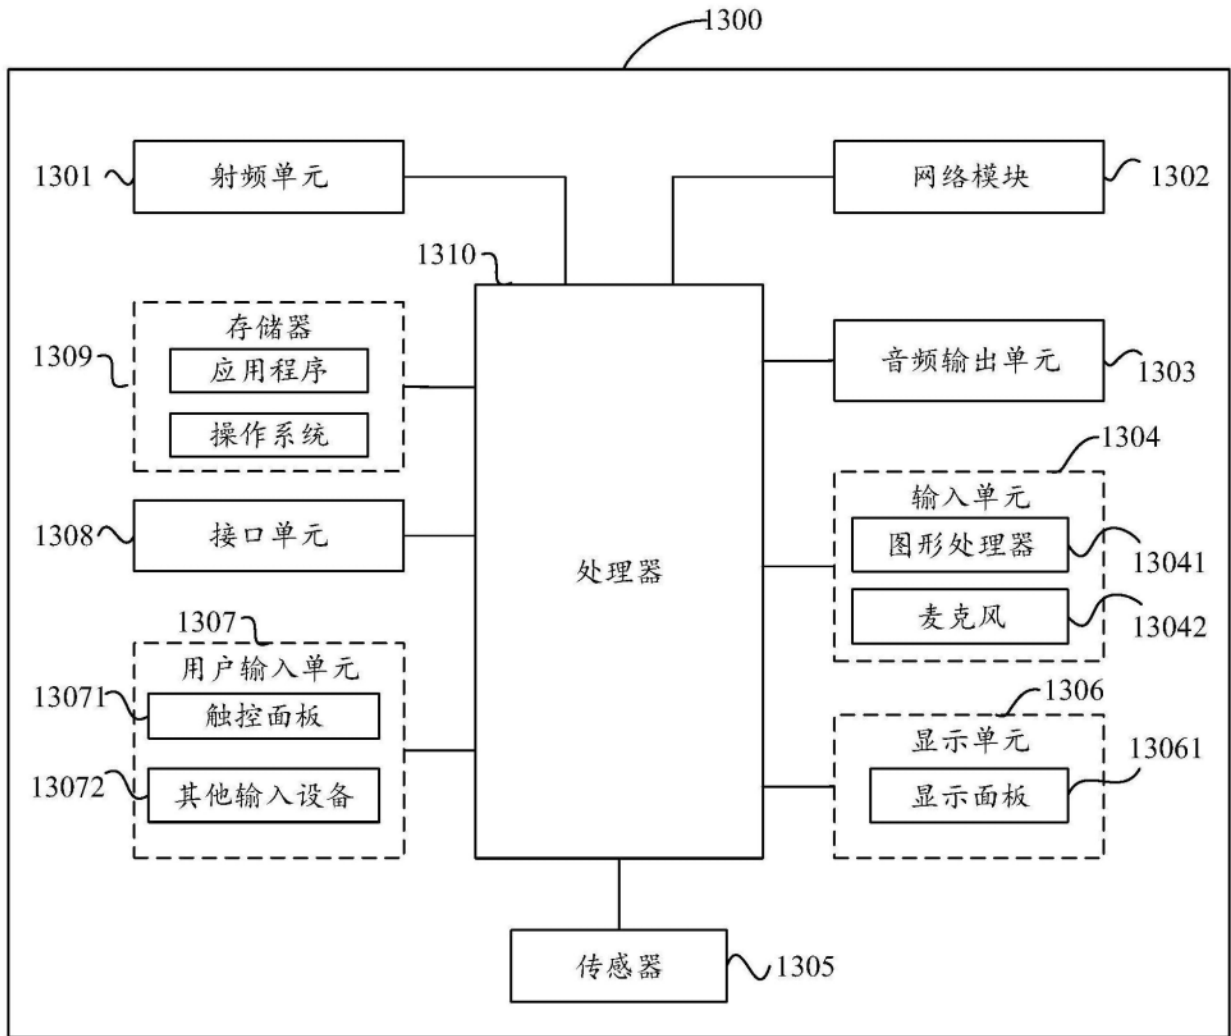 1300
1301
射频单元
网络模块
1302
1310
存储器
1309
应用程序
操作系统
音频输出单元
1303
1304
1308
接口单元
处理器
输入单元
图形处理器
13041
麦克风
13042
1307
用户输入单元
13071
触控面板
13072
其他输入设备
1306
显示单元
13061
显示面板
传感器
1305